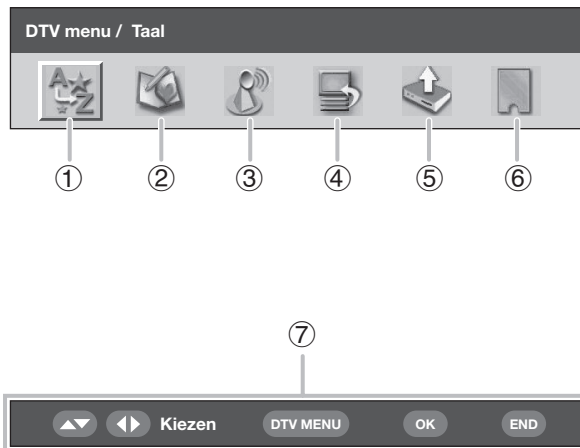 DTV menu / Taal
A Z
① ② ③ ④ ⑤ ⑥
⑦
Kiezen DTV MENU OK END